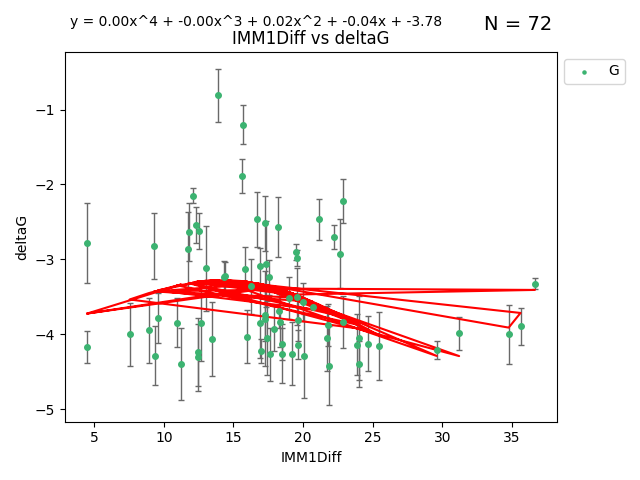 y = 0.00x^4 + -0.00x^3 + 0.02x^2 + -0.04x + -3.78
N = 72
IMM1Diff vs deltaG
G
−1
−2
−3
−4
−5
deltaG
5 10 15 20 25 30 35
IMM1Diff